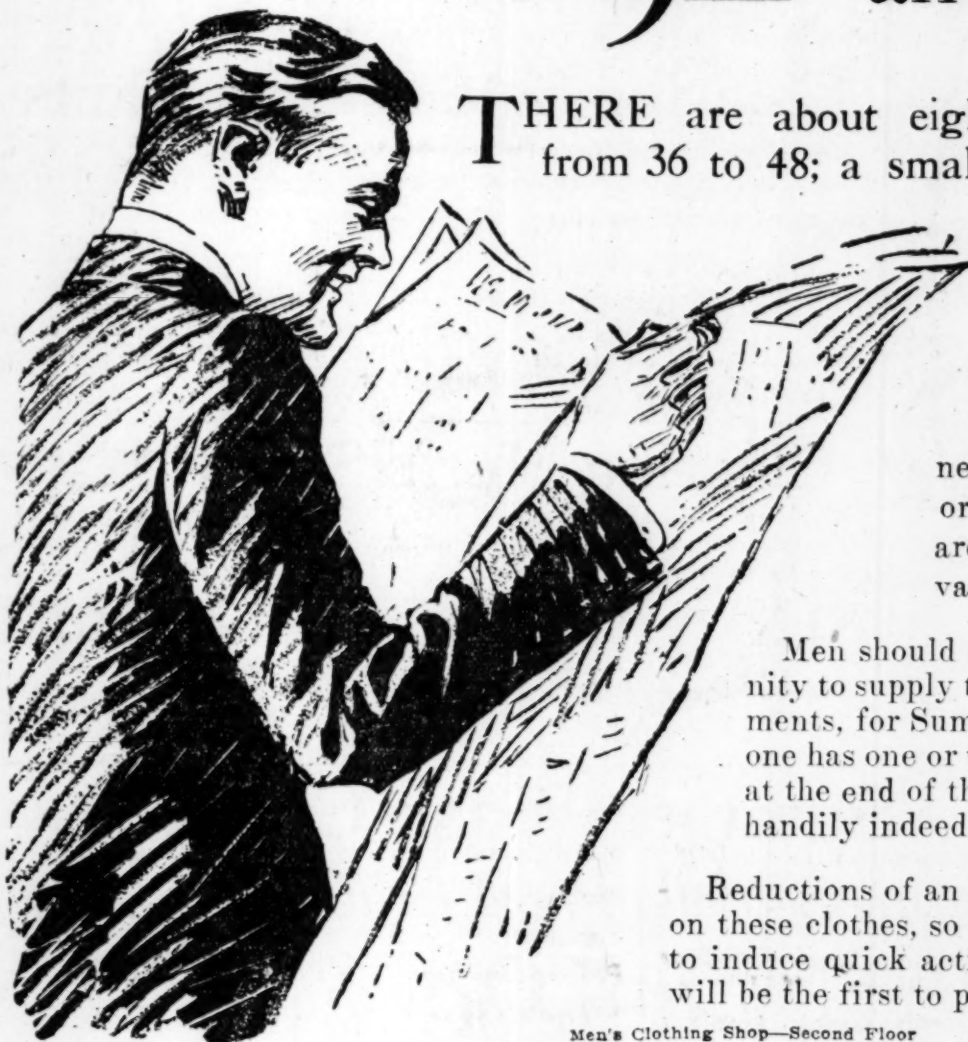 THERE are about eig
from 36 to 48; a smal
ne
or
are
va
Men should
nity to supply t
ments, for Sum
one has one or
at the end of th
handily indeed
Reductions of an
on these clothes, so
to induce quick act
will be the first to p
Men's Clothing Shop—Second Floor